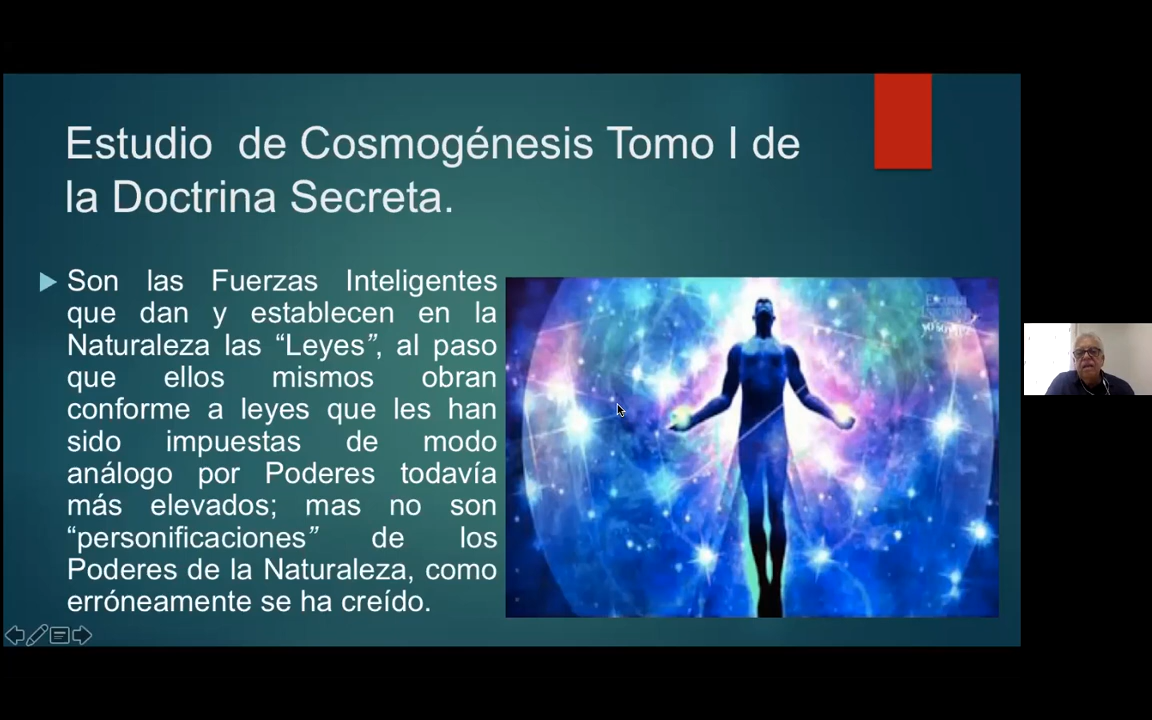 Estudio  de Cosmogénesis Tomo I de
la Doctrina Secreta.
Son las Fuerzas Inteligentes
que dan y establecen en la
Naturaleza las “Leyes”, al paso
que ellos mismos obran
conforme a leyes que les han
sido impuestas de modo
análogo por Poderes todavía
más elevados; mas no son
“personificaciones” de los
Poderes de la Naturaleza, como
erróneamente se ha creído.